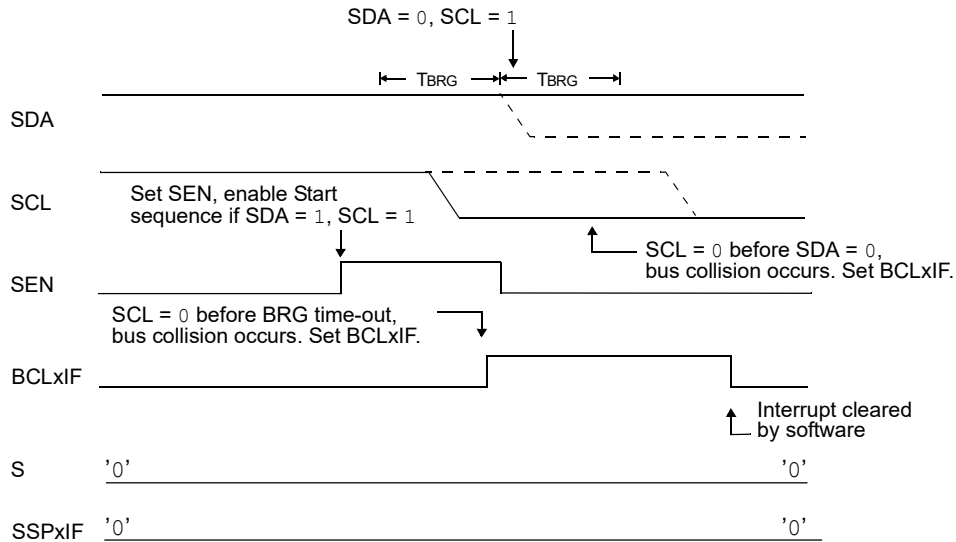 SDA = 0, SCL = 1
TBRG TBRG
SDA
SCL
Set SEN, enable Start
sequence if SDA = 1, SCL = 1
SCL = 0 before SDA = 0,
bus collision occurs. Set BCLxIF.
SEN
SCL = 0 before BRG time-out,
bus collision occurs. Set BCLxIF.
BCLxIF
Interrupt cleared
by software
S '0' '0'
SSPxIF '0' '0'